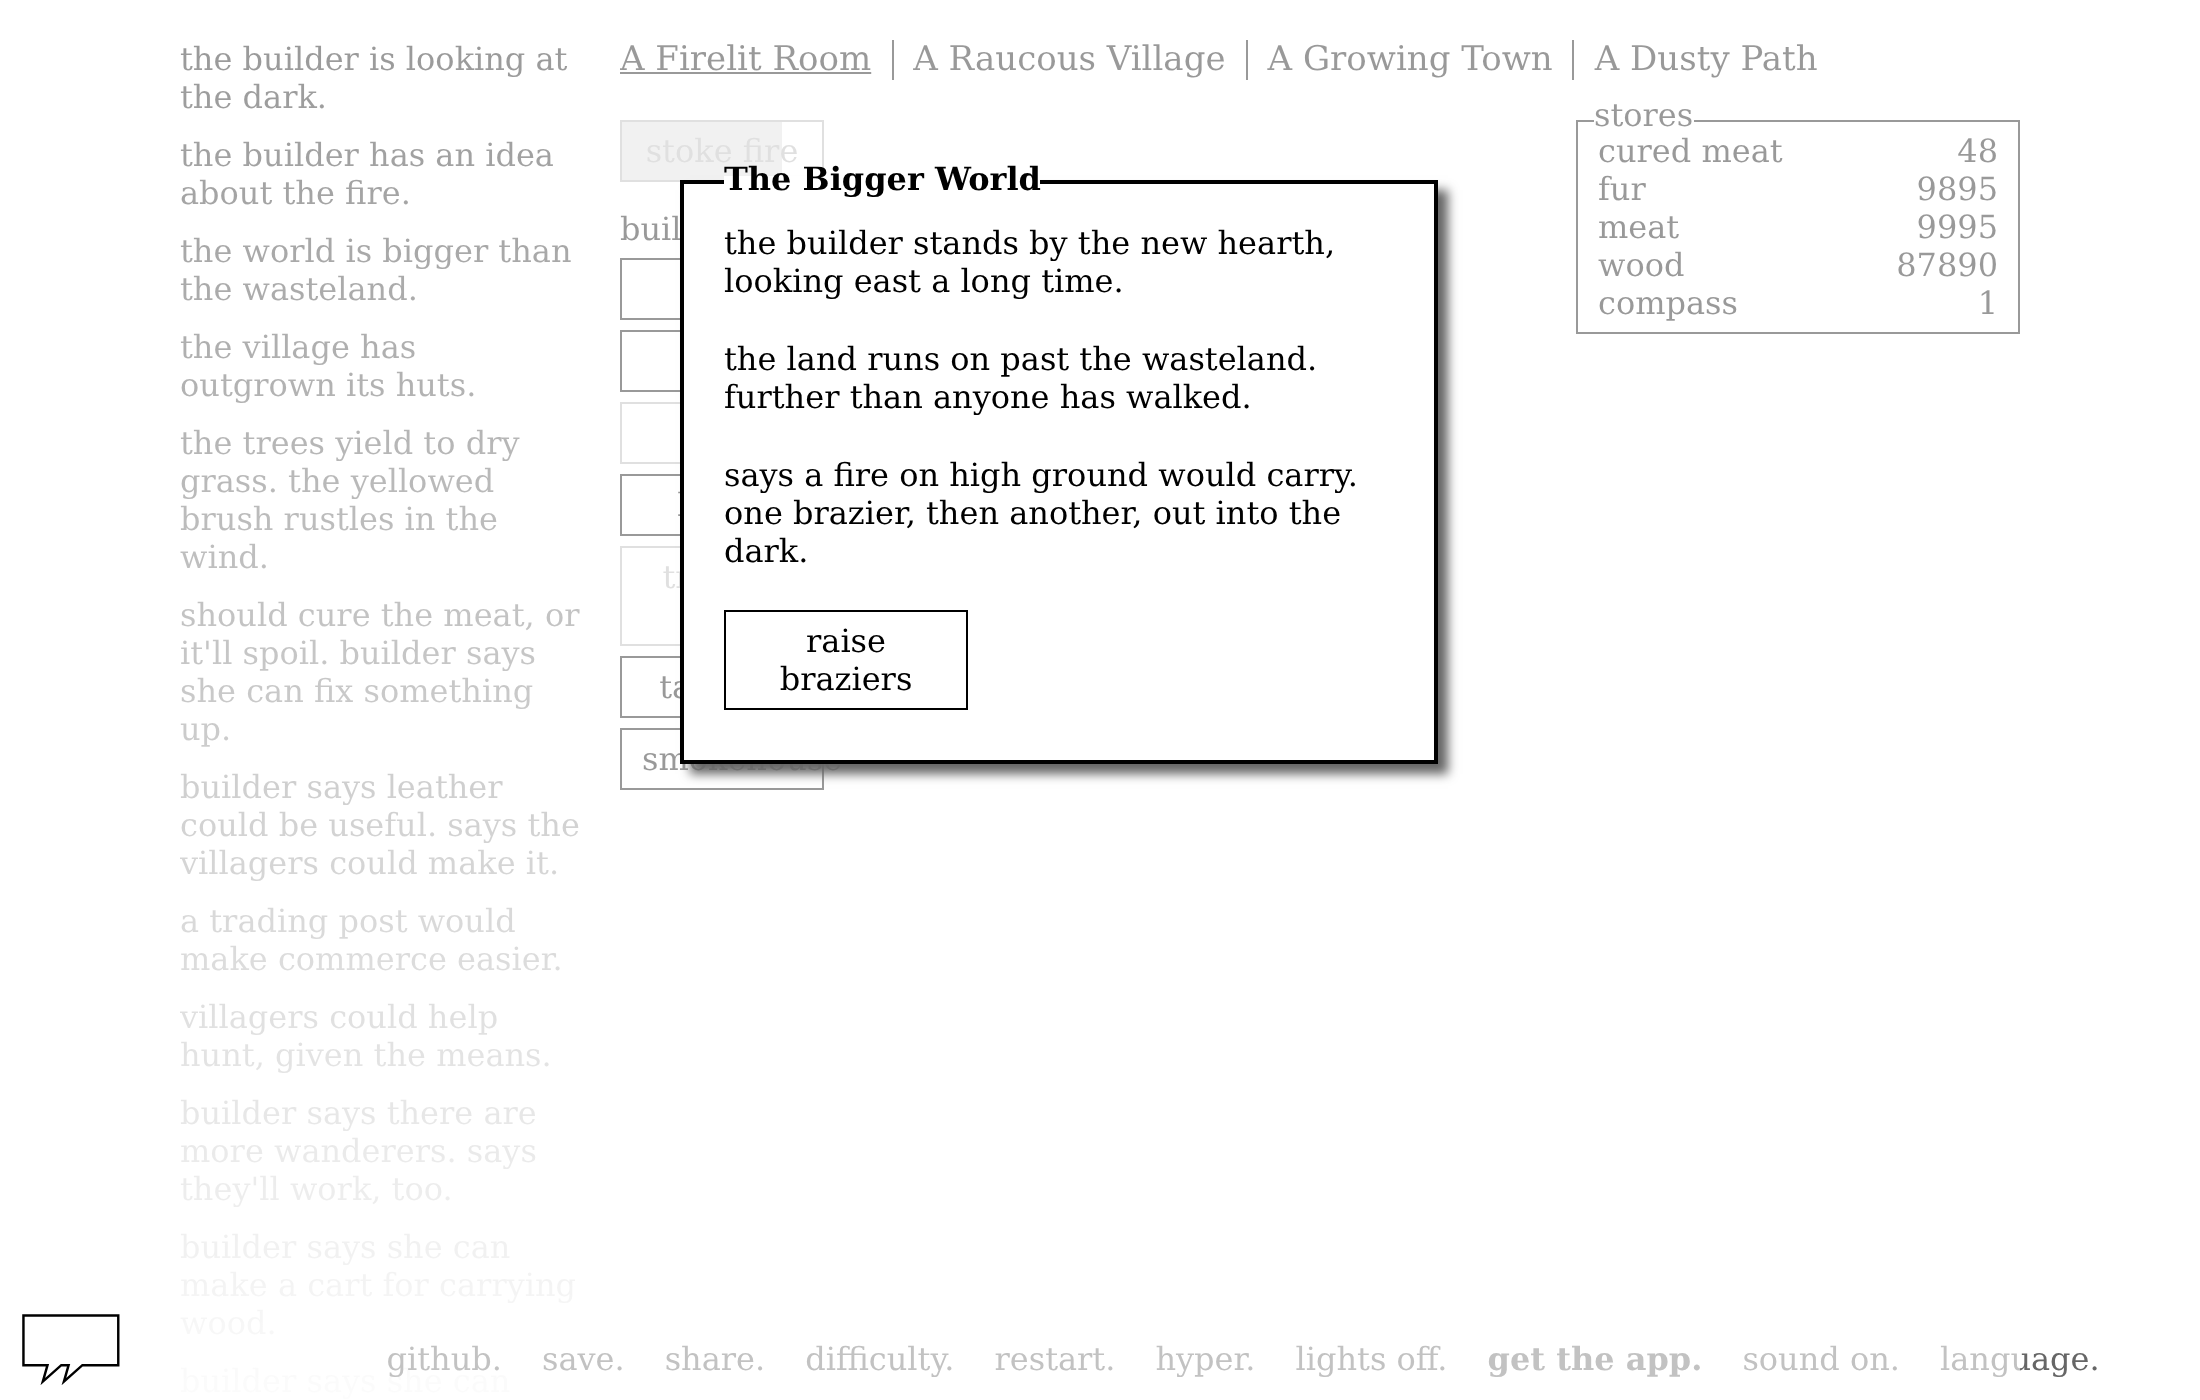 the builder is looking at
the dark.
the builder has an idea
about the fire.
the world is bigger than
the wasteland.
the village has
outgrown its huts.
the trees yield to dry
grass. the yellowed
brush rustles in the
wind.
should cure the meat, or
it'll spoil. builder says
she can fix something
up.
builder says leather
could be useful. says the
villagers could make it.
a trading post would
make commerce easier.
villagers could help
hunt, given the means.
builder says there are
more wanderers. says
they'll work, too.
builder says she can
make a cart for carrying
wood.
builder says she can
A Firelit Room
A Raucous Village
A Growing Town
A Dusty Path
stoke fire
The Bigger World
the builder stands by the new hearth,
looking east a long time.
the land runs on past the wasteland.
further than anyone has walked.
says a fire on high ground would carry.
one brazier, then another, out into the
dark.
raise
braziers
stores
cured meat 48
fur 9895
meat 9995
wood 87890
compass 1
github. save. share. difficulty. restart. hyper. lights off. get the app. sound on. language.